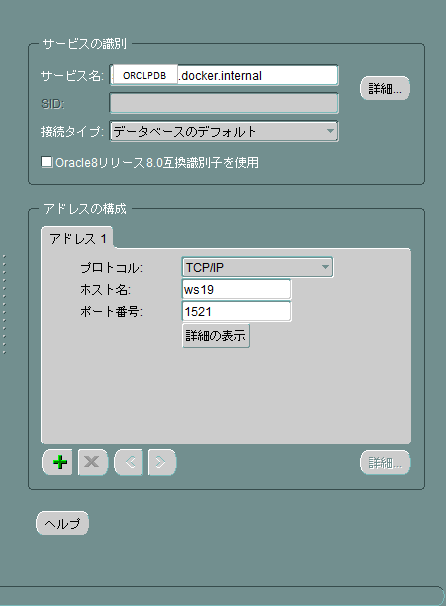 サービスの識別
サービス名: ORCLPDB .docker.internal
詳細...
SID:
接続タイプ: データベースのデフォルト
Oracle8リリース8.0互換識別子を使用
アドレスの構成
アドレス 1
プロトコル: TCP/IP
ホスト名: ws19
ポート番号: 1521
詳細の表示
詳細...
ヘルプ